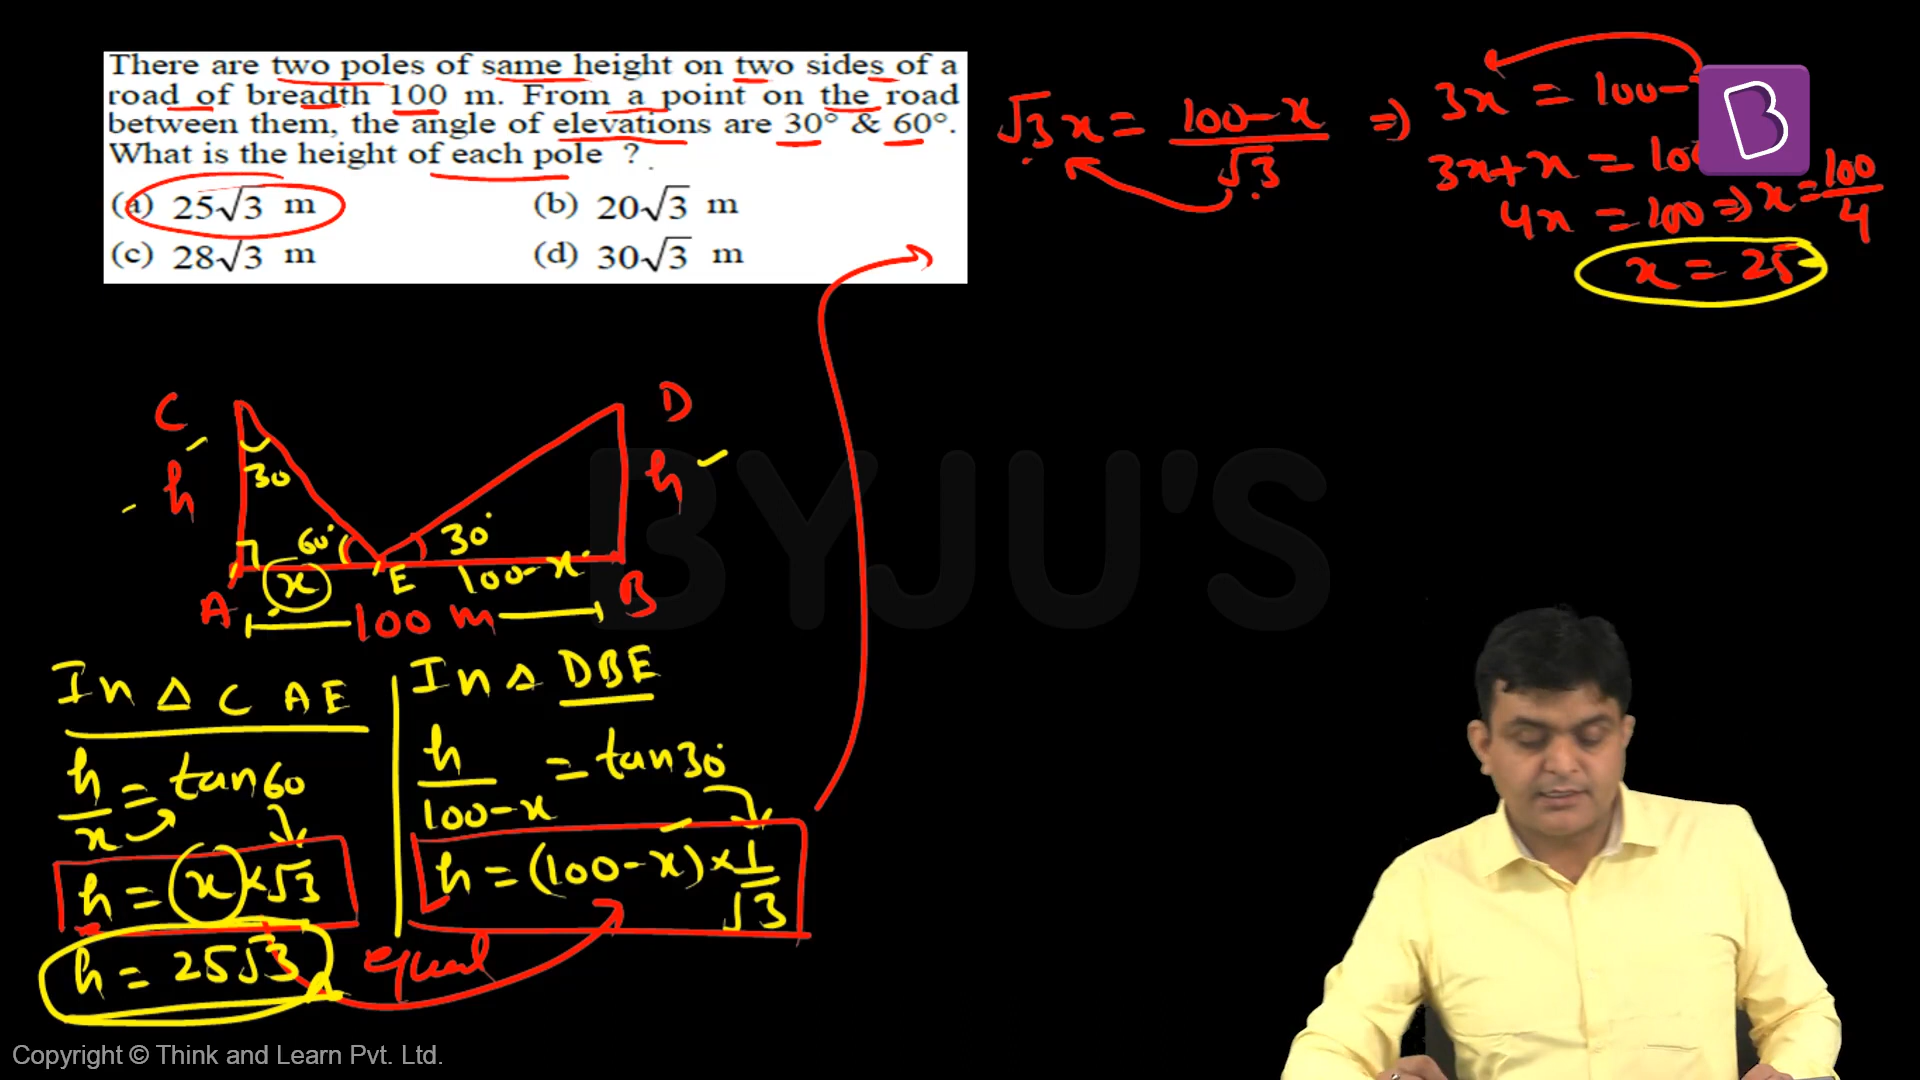 There are two poles of same height on two sides of a
road of breadth 100 m. From a point on the road
between them, the angle of elevations are 30° & 60°.
What is the height of each pole ?
(a) 25√3 m (b) 20√3 m
(c) 28√3 m (d) 30√3 m
√3 x = 100-x / √3 ⇒ 3x = 100-
3x+x = 100
4x = 100 ⇒ x = 100/4
x = 25
B
C D
h h
30
60° 30°
A x E 100-x B
100 m
BYJU'S
In △ CAE
h/x = tan60
h = x × √3
h = 25√3
In △ DBE
h/100-x = tan30°
h = (100-x) × 1/√3
equal
Copyright © Think and Learn Pvt. Ltd.